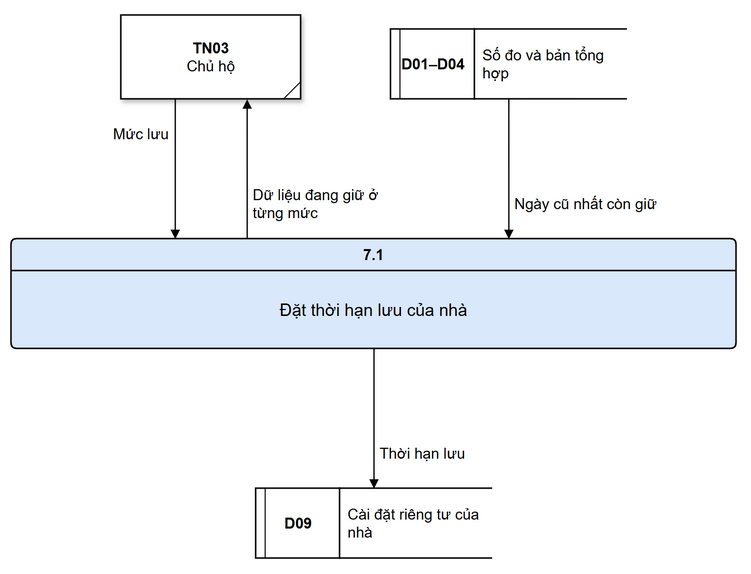 TN03
Chủ hộ
D01–D04
Số đo và bản tổng
hợp
Mức lưu
Dữ liệu đang giữ ở
từng mức
Ngày cũ nhất còn giữ
7.1
Đặt thời hạn lưu của nhà
Thời hạn lưu
D09
Cài đặt riêng tư của
nhà